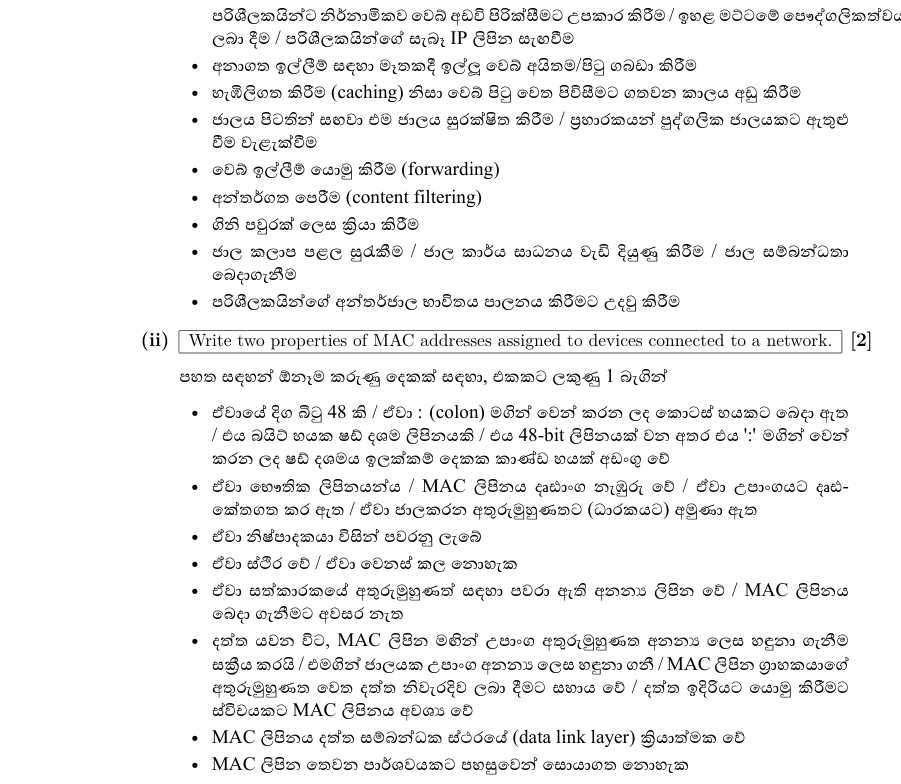 පරිශීලකයින්ට නිර්නාමිකව වෙබ් අඩවි පිරික්සීමට උපකාර කිරීම / ඉහළ මට්ටමේ පෞද්ගලිකත්වය
ලබා දීම / පරිශීලකයින්ගේ සැබෑ IP ලිපින සැඟවීම
• අනාගත ඉල්ලීම් සඳහා මෑතකදී ඉල්ලූ වෙබ් අයිතම/පිටු ගබඩා කිරීම
• හැඹිලිගත කිරීම (caching) නිසා වෙබ් පිටු වෙත පිවිසීමට ගතවන කාලය අඩු කිරීම
• ජාලය පිටතින් සඟවා එම ජාලය සුරක්ෂිත කිරීම / ප්‍රහාරකයන් පුද්ගලික ජාලයකට ඇතුළු
වීම වැළැක්වීම
• වෙබ් ඉල්ලීම් යොමු කිරීම (forwarding)
• අන්තර්ගත පෙරීම (content filtering)
• ගිනි පවුරක් ලෙස ක්‍රියා කිරීම
• ජාල කලාප පළල සුරැකීම / ජාල කාර්ය සාධනය වැඩි දියුණු කිරීම / ජාල සම්බන්ධතා
බෙදාගැනීම
• පරිශීලකයින්ගේ අන්තර්ජාල භාවිතය පාලනය කිරීමට උදවු කිරීම
(ii) Write two properties of MAC addresses assigned to devices connected to a network. [2]
පහත සඳහන් ඕනෑම කරුණු දෙකක් සඳහා, එකකට ලකුණු 1 බැගින්
• ඒවායේ දිග බිටු 48 කි / ඒවා : (colon) මගින් වෙන් කරන ලද කොටස් හයකට බෙදා ඇත
/ එය බයිට් හයක ෂඩ් දශම ලිපිනයකි / එය 48-bit ලිපිනයක් වන අතර එය ':' මගින් වෙන්
කරන ලද ෂඩ් දශමය ඉලක්කම් දෙකක කාණ්ඩ හයක් අඩංගු වේ
• ඒවා භෞතික ලිපිනයන්ය / MAC ලිපිනය දෘඪාංග නැඹුරු වේ / ඒවා උපාංගයට දෘඪ-
කේතගත කර ඇත / ඒවා ජාලකරන අතුරුමුහුණතට (ධාරකයට) අමුණා ඇත
• ඒවා නිෂ්පාදකයා විසින් පවරනු ලැබේ
• ඒවා ස්ථිර වේ / ඒවා වෙනස් කල නොහැක
• ඒවා සත්කාරකයේ අතුරුමුහුණත් සඳහා පවරා ඇති අනන්‍ය ලිපින වේ / MAC ලිපිනය
බෙදා ගැනීමට අවසර නැත
• දත්ත යවන විට, MAC ලිපින මඟින් උපාංග අතුරුමුහුණත අනන්‍ය ලෙස හඳුනා ගැනීම
සක්‍රීය කරයි / එමගින් ජාලයක උපාංග අනන්‍ය ලෙස හඳුනා ගනී / MAC ලිපින ග්‍රාහකයාගේ
අතුරුමුහුණත වෙත දත්ත නිවැරදිව ලබා දීමට සහාය වේ / දත්ත ඉදිරියට යොමු කිරීමට
ස්විචයකට MAC ලිපිනය අවශ්‍ය වේ
• MAC ලිපිනය දත්ත සම්බන්ධක ස්ථරයේ (data link layer) ක්‍රියාත්මක වේ
• MAC ලිපින තෙවන පාර්ශවයකට පහසුවෙන් සොයාගත නොහැක